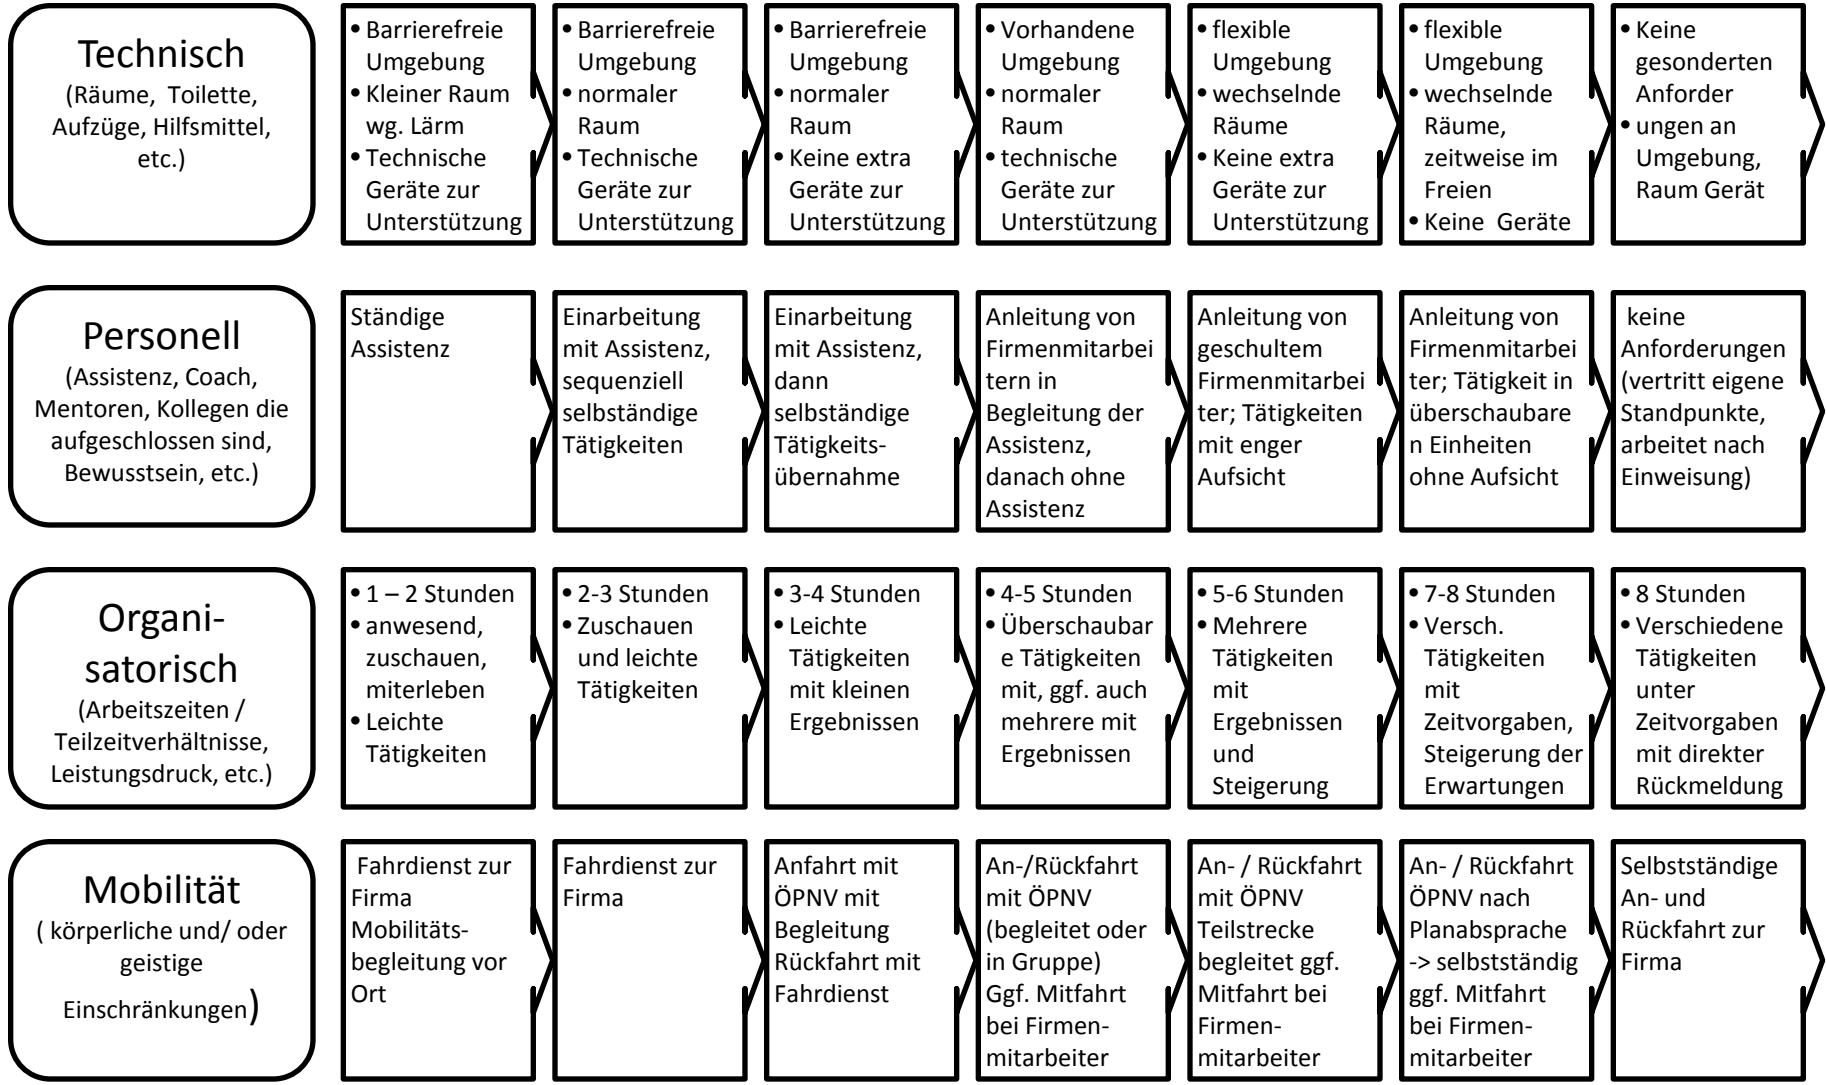 Technisch
(Räume,  Toilette,
Aufzüge, Hilfsmittel,
etc.)
• Barrierefreie
Umgebung
• Kleiner Raum
wg. Lärm
• Technische
Geräte zur
Unterstützung
• Barrierefreie
Umgebung
• normaler
Raum
• Technische
Geräte zur
Unterstützung
• Barrierefreie
Umgebung
• normaler
Raum
• Keine extra
Geräte zur
Unterstützung
• Vorhandene
Umgebung
• normaler
Raum
• technische
Geräte zur
Unterstützung
• flexible
Umgebung
• wechselnde
Räume
• Keine extra
Geräte zur
Unterstützung
• flexible
Umgebung
• wechselnde
Räume,
zeitweise im
Freien
• Keine  Geräte
• Keine
gesonderten
Anforder
• ungen an
Umgebung,
Raum Gerät
Personell
(Assistenz, Coach,
Mentoren, Kollegen die
aufgeschlossen sind,
Bewusstsein, etc.)
Ständige
Assistenz
Einarbeitung
mit Assistenz,
sequenziell
selbständige
Tätigkeiten
Einarbeitung
mit Assistenz,
dann
selbständige
Tätigkeits-
übernahme
Anleitung von
Firmenmitarbei
tern in
Begleitung der
Assistenz,
danach ohne
Assistenz
Anleitung von
geschultem
Firmenmitarbei
ter; Tätigkeiten
mit enger
Aufsicht
Anleitung von
Firmenmitarbei
ter; Tätigkeit in
überschaubare
n Einheiten
ohne Aufsicht
keine
Anforderungen
(vertritt eigene
Standpunkte,
arbeitet nach
Einweisung)
Organi-
satorisch
(Arbeitszeiten /
Teilzeitverhältnisse,
Leistungsdruck, etc.)
• 1 – 2 Stunden
• anwesend,
zuschauen,
miterleben
• Leichte
Tätigkeiten
• 2-3 Stunden
• Zuschauen
und leichte
Tätigkeiten
• 3-4 Stunden
• Leichte
Tätigkeiten
mit kleinen
Ergebnissen
• 4-5 Stunden
• Überschaubar
e Tätigkeiten
mit, ggf. auch
mehrere mit
Ergebnissen
• 5-6 Stunden
• Mehrere
Tätigkeiten
mit
Ergebnissen
und
Steigerung
• 7-8 Stunden
• Versch.
Tätigkeiten
mit
Zeitvorgaben,
Steigerung der
Erwartungen
• 8 Stunden
• Verschiedene
Tätigkeiten
unter
Zeitvorgaben
mit direkter
Rückmeldung
Mobilität
( körperliche und/ oder
geistige
Einschränkungen)
Fahrdienst zur
Firma
Mobilitäts-
begleitung vor
Ort
Fahrdienst zur
Firma
Anfahrt mit
ÖPNV mit
Begleitung
Rückfahrt mit
Fahrdienst
An-/Rückfahrt
mit ÖPNV
(begleitet oder
in Gruppe)
Ggf. Mitfahrt
bei Firmen-
mitarbeiter
An- / Rückfahrt
mit ÖPNV
Teilstrecke
begleitet ggf.
Mitfahrt bei
Firmen-
mitarbeiter
An- / Rückfahrt
ÖPNV nach
Planabsprache
-> selbstständig
ggf. Mitfahrt
bei Firmen-
mitarbeiter
Selbstständige
An- und
Rückfahrt zur
Firma